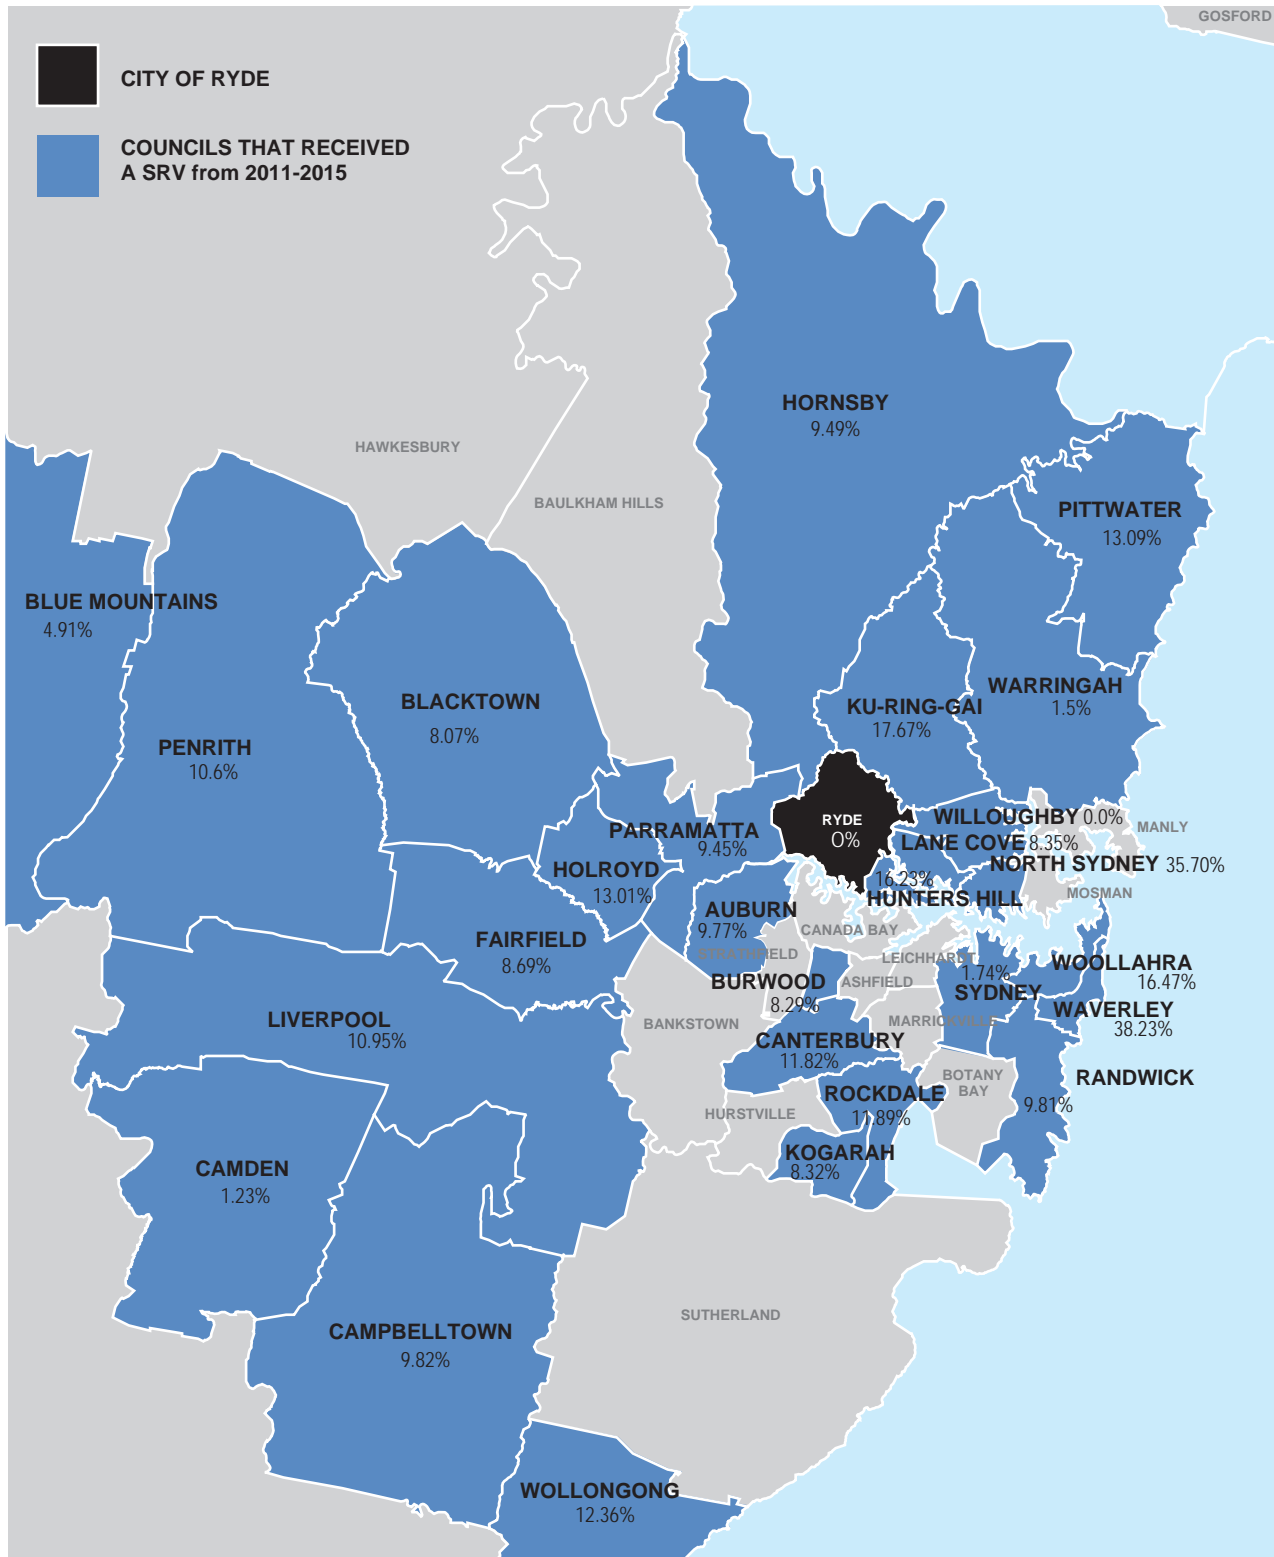 GOSFORD
CITY OF RYDE
COUNCILS THAT RECEIVED
A SRV from 2011-2015
HORNSBY
9.49%
HAWKESBURY
BAULKHAM HILLS
PITTWATER
13.09%
BLUE MOUNTAINS
4.91%
BLACKTOWN
8.07%
KU-RING-GAI
17.67%
WARRINGAH
1.5%
PENRITH
10.6%
PARRAMATTA
9.45%
RYDE
0%
WILLOUGHBY 0.0%
MANLY
LANE COVE 8.35%
NORTH SYDNEY 35.70%
HOLROYD
13.01%
16.23%
HUNTERS HILL
MOSMAN
AUBURN
9.77%
CANADA BAY
FAIRFIELD
8.69%
STRATHFIELD
LEICHHARDT
BURWOOD
8.29%
ASHFIELD
1.74%
SYDNEY
WOOLLAHRA
16.47%
WAVERLEY
38.23%
LIVERPOOL
10.95%
BANKSTOWN
MARRICKVILLE
CANTERBURY
11.82%
BOTANY
BAY
RANDWICK
9.81%
ROCKDALE
11.89%
HURSTVILLE
KOGARAH
8.32%
CAMDEN
1.23%
SUTHERLAND
CAMPBELLTOWN
9.82%
WOLLONGONG
12.36%